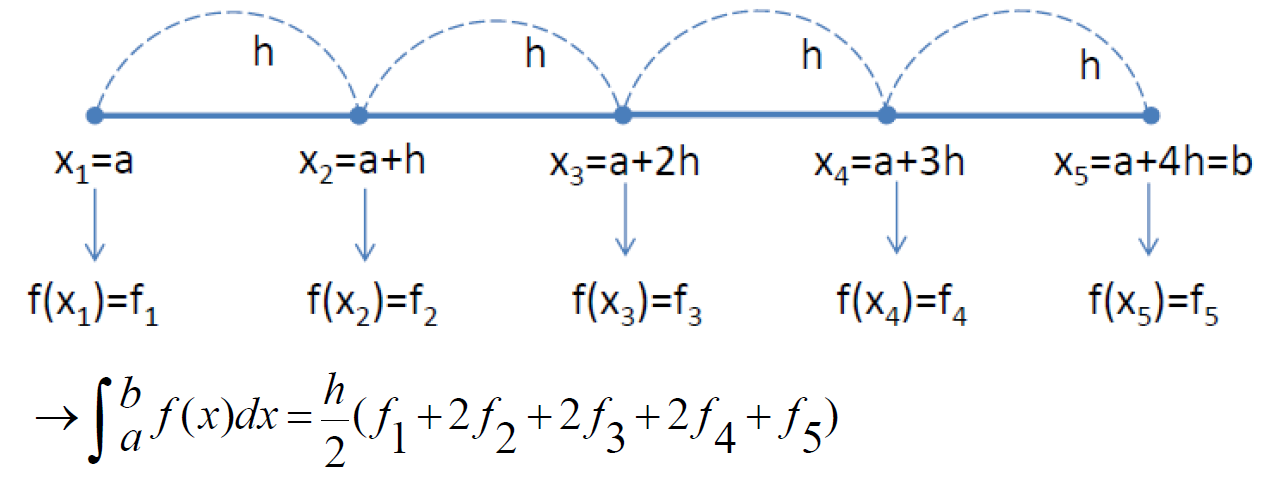 h h h h
x₁=a x₂=a+h x₃=a+2h x₄=a+3h x₅=a+4h=b
f(x₁)=f₁ f(x₂)=f₂ f(x₃)=f₃ f(x₄)=f₄ f(x₅)=f₅
→∫ₐᵇ f(x)dx = h/2 (f₁+2f₂+2f₃+2f₄+f₅)